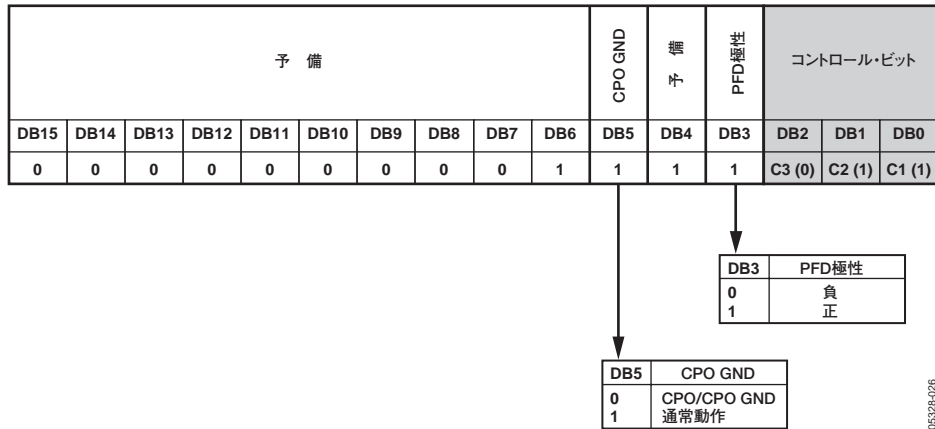 予 備
CPO GND
予 備
PFD極性
コントロール・ビット
DB15 DB14 DB13 DB12 DB11 DB10 DB9 DB8 DB7 DB6 DB5 DB4 DB3 DB2 DB1 DB0
0 0 0 0 0 0 0 0 0 1 1 1 1 C3 (0) C2 (1) C1 (1)
DB3 PFD極性
0 負
1 正
DB5 CPO GND
0 CPO/CPO GND
1 通常動作
05328-026